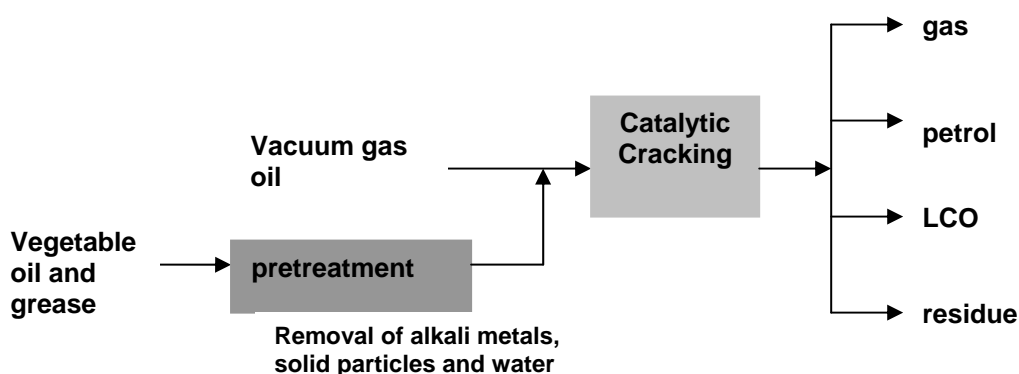 gas
Catalytic
Cracking
petrol
Vacuum gas
oil
LCO
Vegetable
oil and
grease
pretreatment
residue
Removal of alkali metals,
solid particles and water